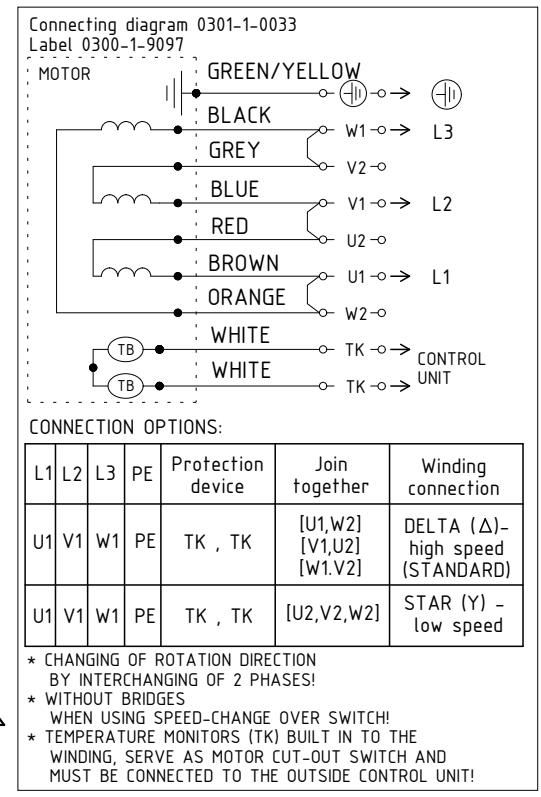 Connecting diagram 0301-1-0033
Label 0300-1-9097
MOTOR
GREEN/YELLOW
BLACK W1 L3
GREY V2
BLUE V1 L2
RED U2
BROWN U1 L1
ORANGE W2
TB WHITE TK CONTROL
TB WHITE TK UNIT
CONNECTION OPTIONS:
L1 L2 L3 PE Protection device Join together Winding connection
U1 V1 W1 PE TK , TK [U1,W2] [V1,U2] [W1.V2] DELTA (Δ)- high speed (STANDARD)
U1 V1 W1 PE TK , TK [U2,V2,W2] STAR (Y) - low speed
* CHANGING OF ROTATION DIRECTION
BY INTERCHANGING OF 2 PHASES!
* WITHOUT BRIDGES
WHEN USING SPEED-CHANGE OVER SWITCH!
* TEMPERATURE MONITORS (TK) BUILT IN TO THE
WINDING, SERVE AS MOTOR CUT-OUT SWITCH AND
MUST BE CONNECTED TO THE OUTSIDE CONTROL UNIT!